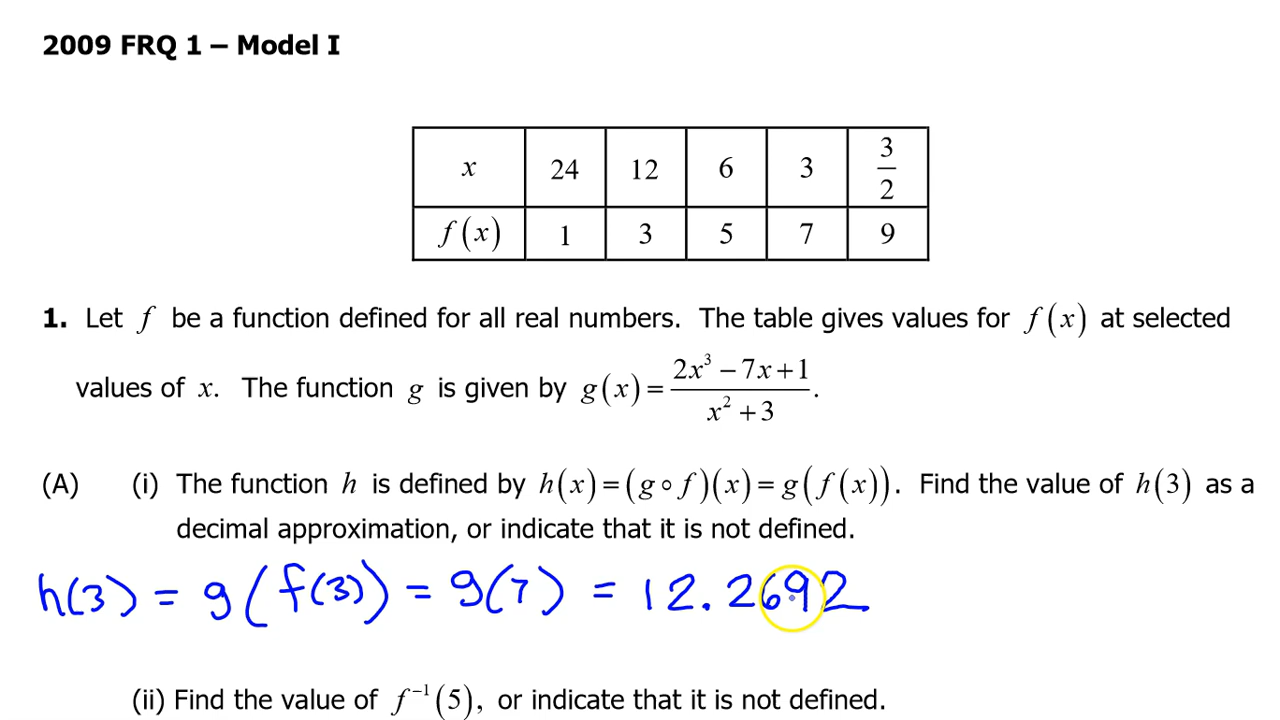 2009 FRQ 1 – Model I
x 24 12 6 3 3/2
f(x) 1 3 5 7 9
1. Let f be a function defined for all real numbers. The table gives values for f(x) at selected
values of x. The function g is given by g(x) = (2x³ − 7x + 1)/(x² + 3).
(A) (i) The function h is defined by h(x) = (g ∘ f)(x) = g(f(x)). Find the value of h(3) as a
decimal approximation, or indicate that it is not defined.
h(3) = g(f(3)) = g(7) = 12.2692
(ii) Find the value of f⁻¹(5), or indicate that it is not defined.